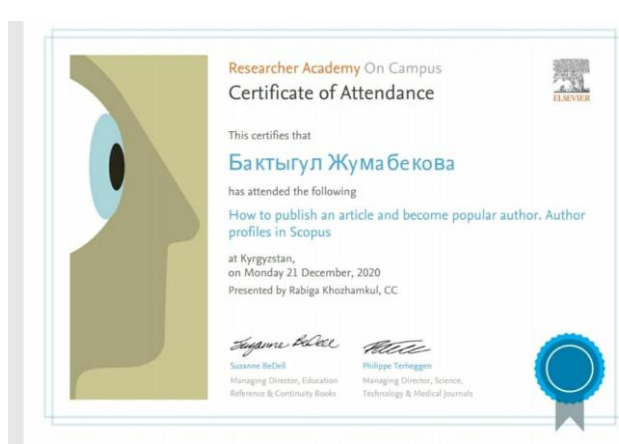 Researcher Academy On Campus
Certificate of Attendance
ELSEVIER
This certifies that
Бактыгул Жумабекова
has attended the following
How to publish an article and become popular author. Author
profiles in Scopus
at Kyrgyzstan,
on Monday 21 December, 2020
Presented by Rabiga Khozhamkul, CC
Suzanne BeDell
Suzanne BeDell
Managing Director, Education
Reference & Continuity Books
Philippe Terheggen
Managing Director, Science,
Technology & Medical Journals